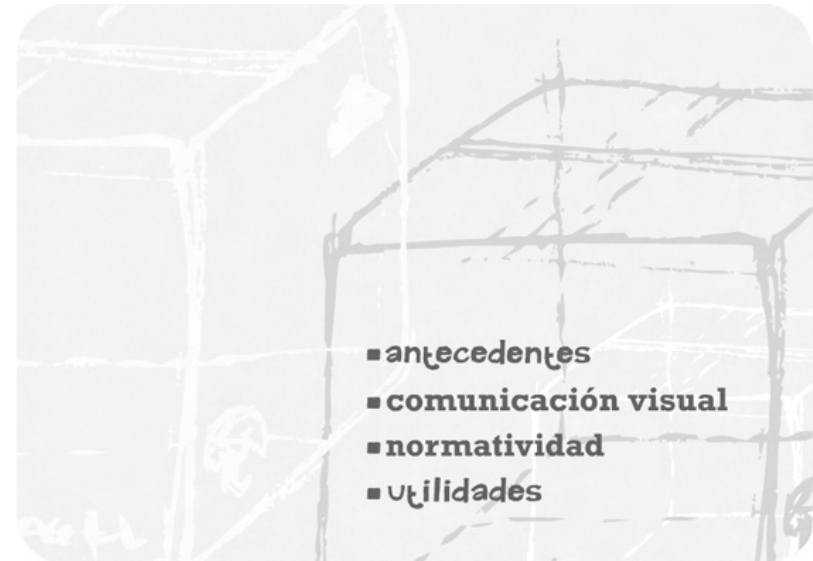 antecedentes
comunicación visual
normatividad
utilidades